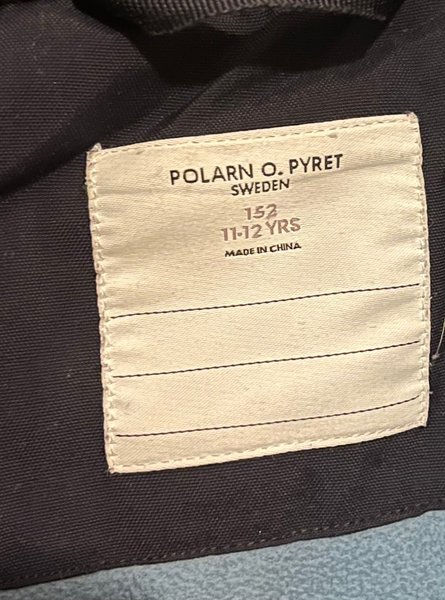 POLARN O. PYRET
SWEDEN
152
11-12 YRS
MADE IN CHINA